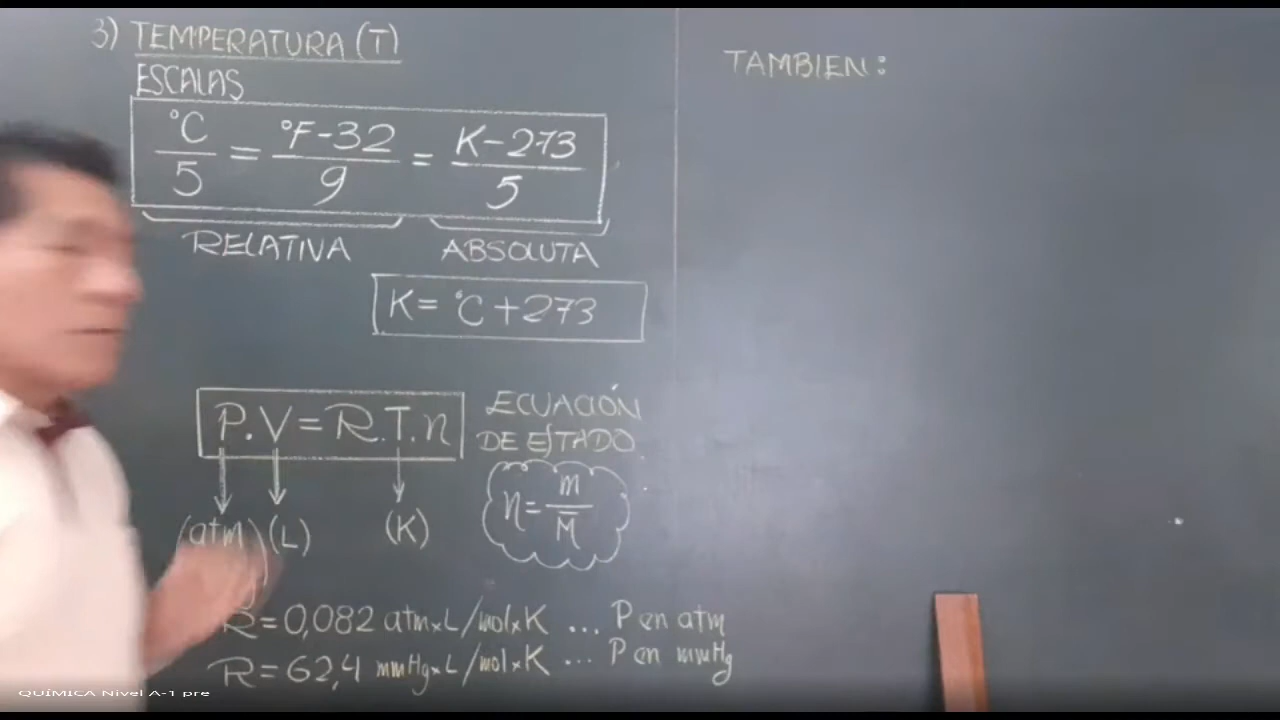 3) TEMPERATURA (T)
ESCALAS
°C/5 = °F-32/9 = K-273/5
RELATIVA ABSOLUTA
K = °C + 273
P.V = R.T.n
ECUACIÓN
DE ESTADO
(atm) (L) (K)
n = m/M̄
R = 0,082 atm×L/mol×K ... P en atm
R = 62,4 mmHg×L/mol×K ... P en mmHg
TAMBIEN:
QUÍMICA Nivel A-1 pre